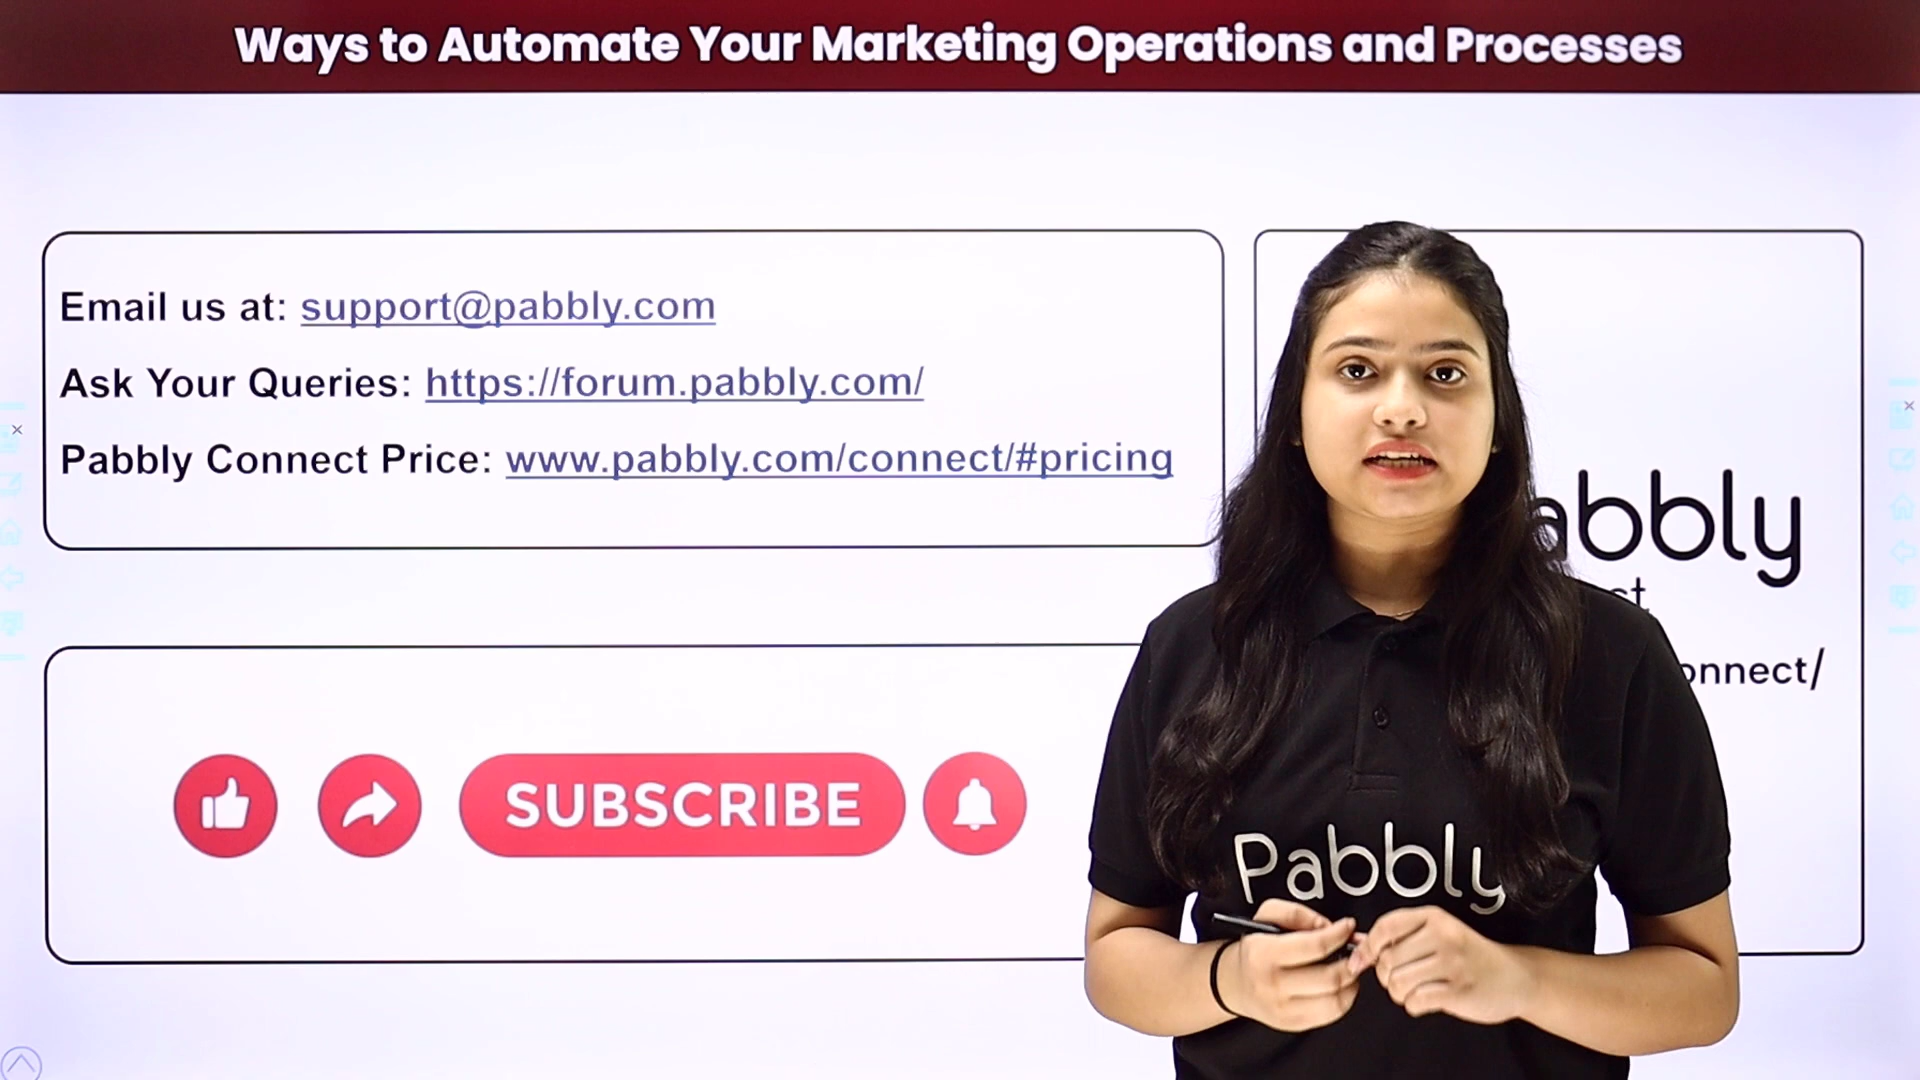 Ways to Automate Your Marketing Operations and Processes
Email us at: support@pabbly.com
Ask Your Queries: https://forum.pabbly.com/
Pabbly Connect Price: www.pabbly.com/connect/#pricing
abbly
ct
onnect/
SUBSCRIBE
Pabbly